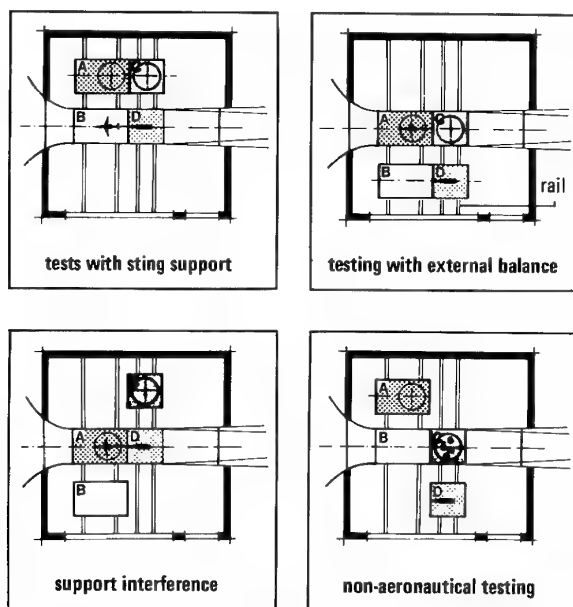 A C
B D
tests with sting support
A C
B D
rail
testing with external balance
A D
B
support interference
A
B
D
non-aeronautical testing